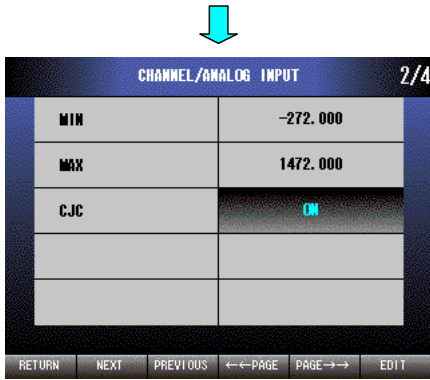 CHANNEL/ANALOG INPUT 2/4
MIN -272.000
MAX 1472.000
CJC ON
RETURN NEXT PREVIOUS ←←PAGE PAGE→→ EDIT